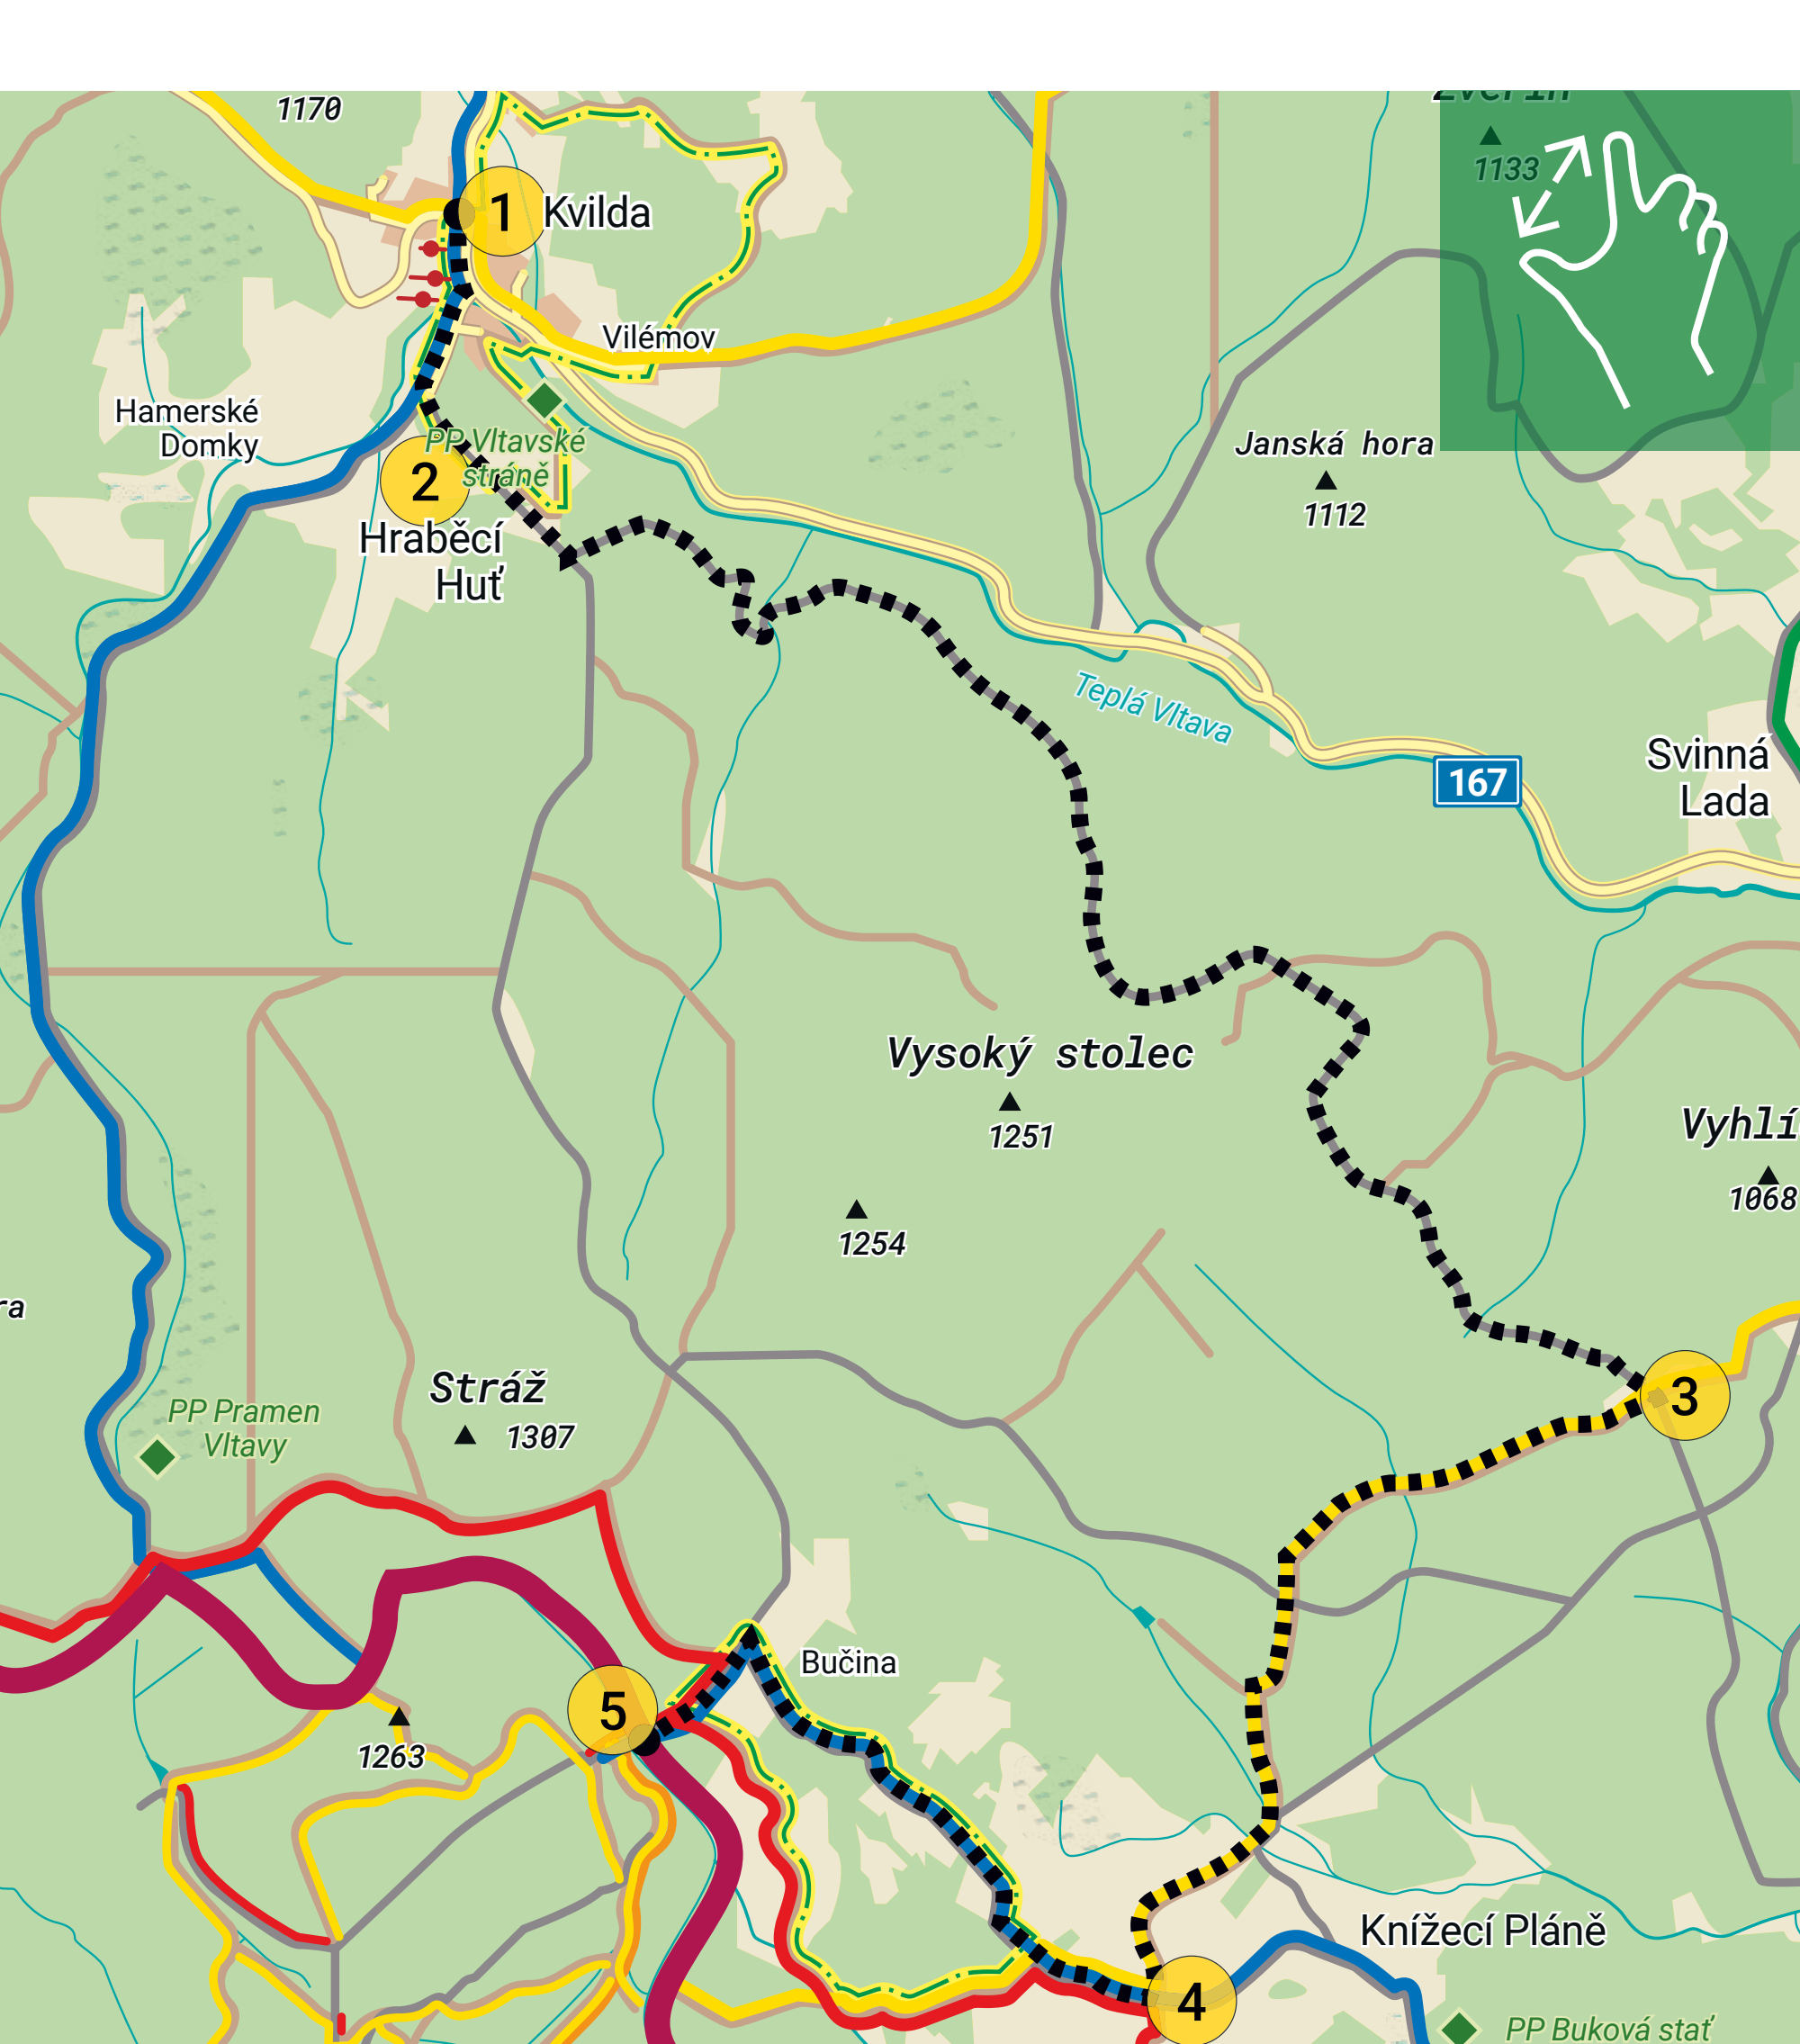 Zvěřín
1170
1133
1
Kvilda
Vilémov
Hamerské
Domky
PP Vltavské
stráně
2
Hraběcí
Huť
Janská hora
1112
Teplá Vltava
167
Svinná
Lada
Vysoký stolec
1251
Vyhlí
1068
1254
ra
Stráž
1307
PP Pramen
Vltavy
3
Bučina
5
1263
Knížecí Pláně
4
PP Buková stať